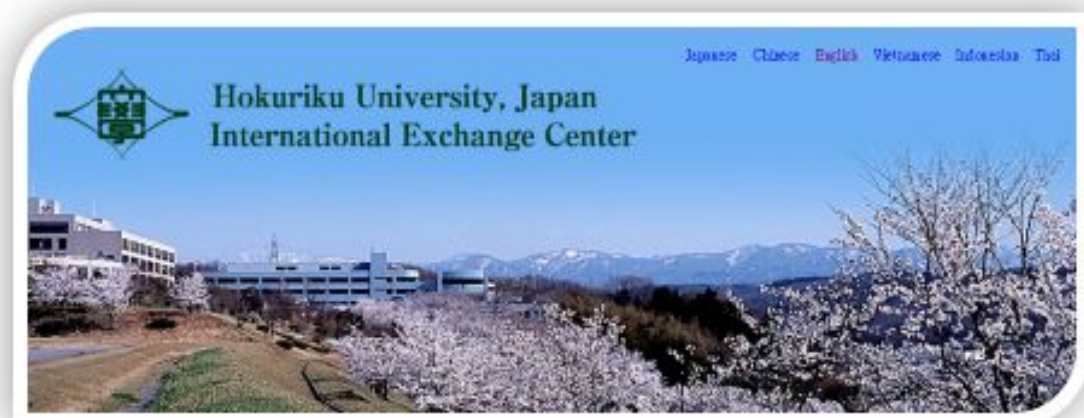 Japanese Chinese English Vietnamese Indonesian Thai
Hokuriku University, Japan
International Exchange Center